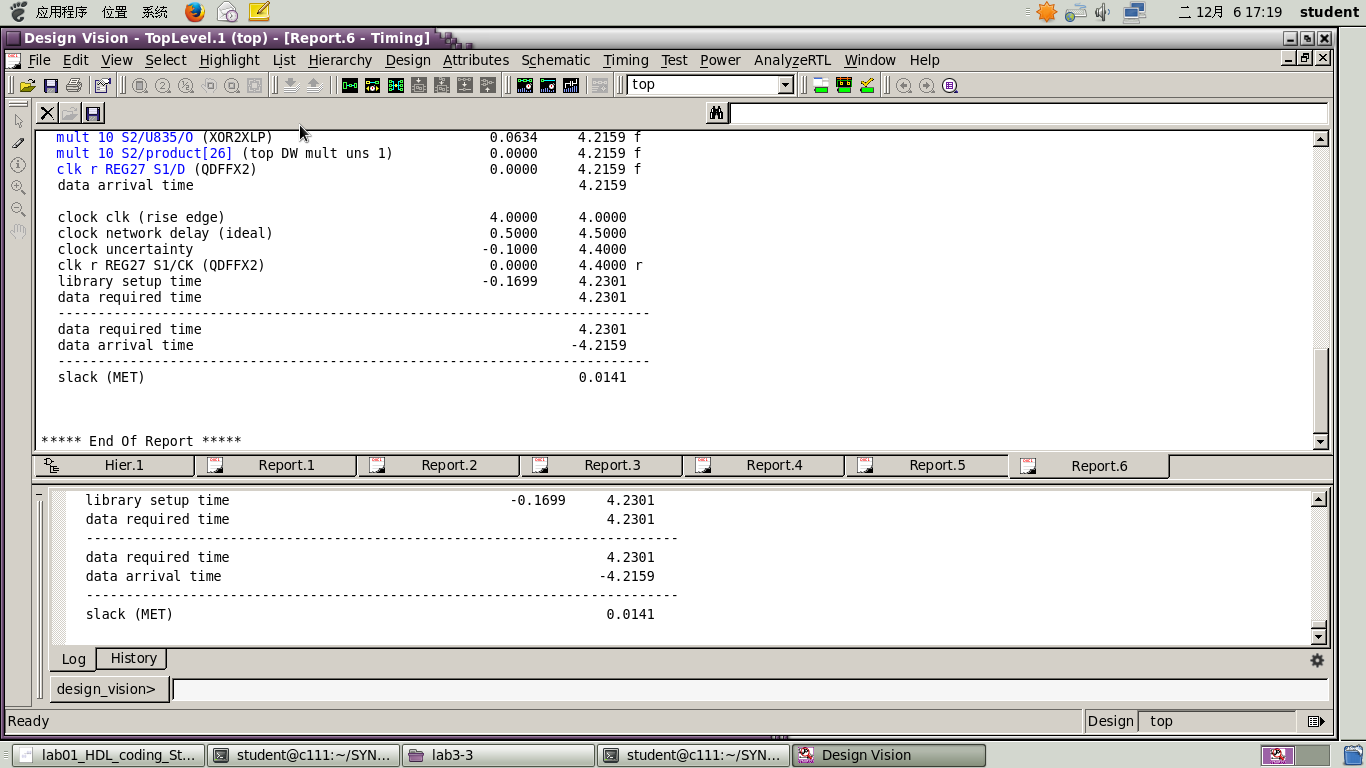 应用程序 位置 系统 二 12月 6 17:19 student
Design Vision - TopLevel.1 (top) - [Report.6 - Timing]
File Edit View Select Highlight List Hierarchy Design Attributes Schematic Timing Test Power AnalyzeRTL Window Help
top
mult 10 S2/U835/O (XOR2XLP) 0.0634 4.2159 f
mult 10 S2/product[26] (top DW mult uns 1) 0.0000 4.2159 f
clk r REG27 S1/D (QDFFX2) 0.0000 4.2159 f
data arrival time 4.2159
clock clk (rise edge) 4.0000 4.0000
clock network delay (ideal) 0.5000 4.5000
clock uncertainty -0.1000 4.4000
clk r REG27 S1/CK (QDFFX2) 0.0000 4.4000 r
library setup time -0.1699 4.2301
data required time 4.2301
--------------------------------------------------------------------------
data required time 4.2301
data arrival time -4.2159
--------------------------------------------------------------------------
slack (MET) 0.0141
***** End Of Report *****
Hier.1 Report.1 Report.2 Report.3 Report.4 Report.5 Report.6
library setup time -0.1699 4.2301
data required time 4.2301
--------------------------------------------------------------------------
data required time 4.2301
data arrival time -4.2159
--------------------------------------------------------------------------
slack (MET) 0.0141
Log History
design_vision>
Ready Design top
lab01_HDL_coding_St... student@c111:~/SYN... lab3-3 student@c111:~/SYN... Design Vision